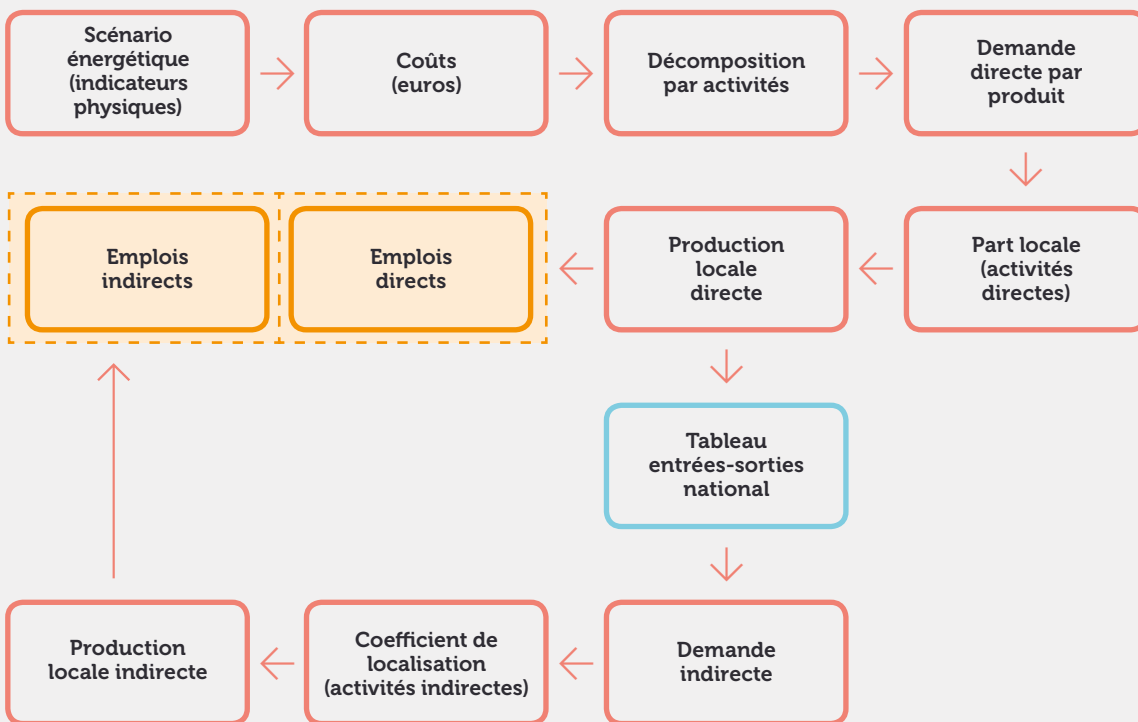 Scénario
énergétique
(indicateurs
physiques)
Coûts
(euros)
Décomposition
par activités
Demande
directe par
produit
Emplois
indirects
Emplois
directs
Production
locale
directe
Part locale
(activités
directes)
Tableau
entrées-sorties
national
Production
locale indirecte
Coefficient de
localisation
(activités indirectes)
Demande
indirecte